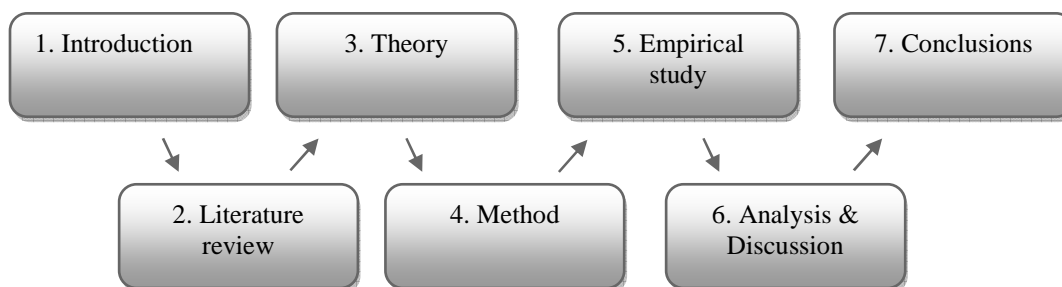 1. Introduction
2. Literature
review
3. Theory
4. Method
5. Empirical
study
6. Analysis &
Discussion
7. Conclusions